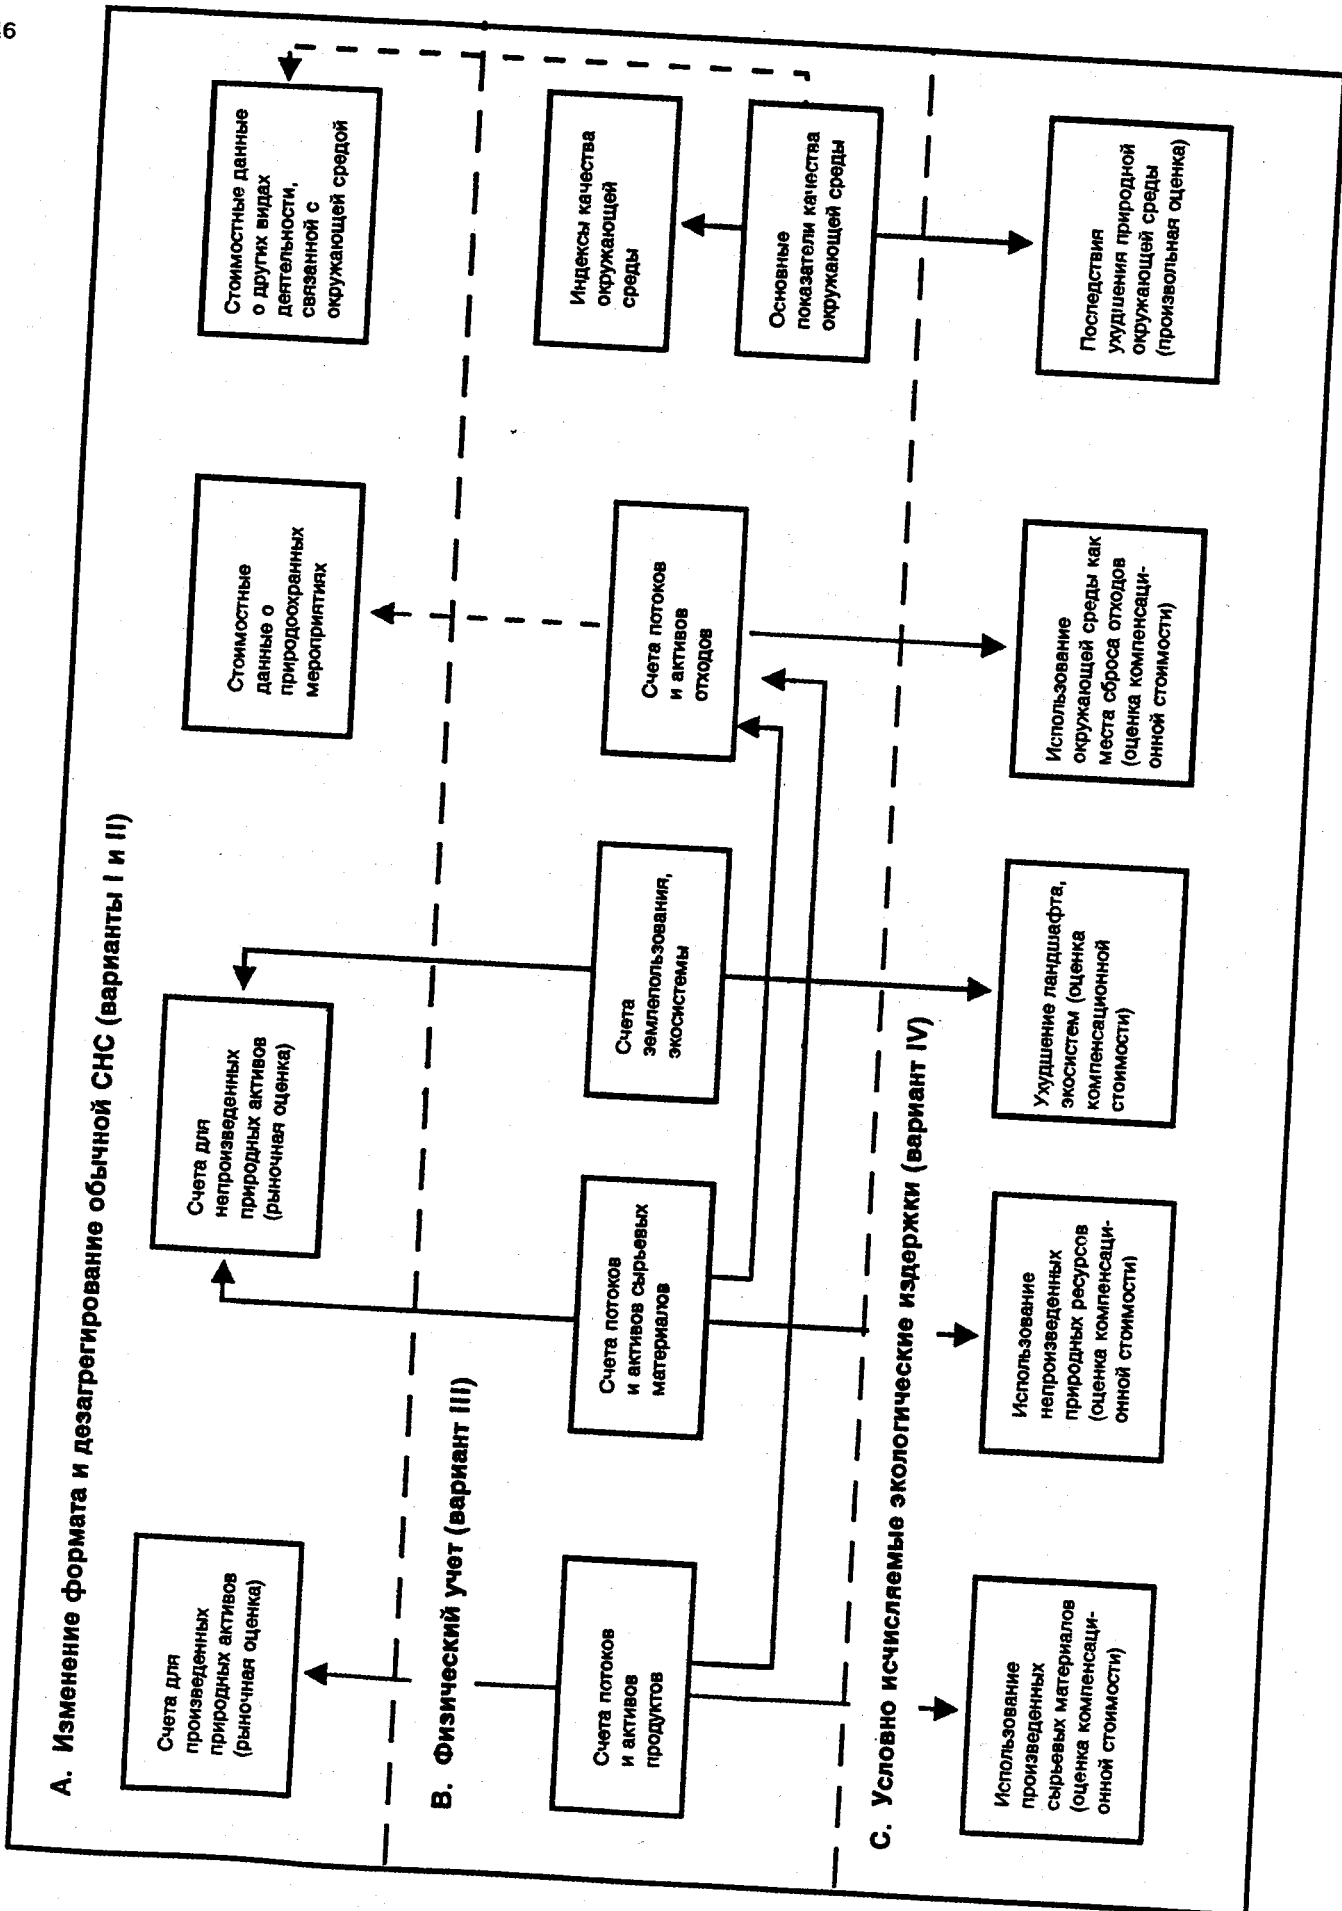 6
A. Изменение формата и дезагрегирование обычной СНС (варианты I и II)
Счета для
произведенных
природных активов
(рыночная оценка)
Счета для
непроизведенных
природных активов
(рыночная оценка)
Стоимостные
данные о
природоохранных
мероприятиях
Стоимостные данные
о других видах
деятельности,
связанной с
окружающей средой
B. Физический учет (вариант III)
Счета потоков
и активов
продуктов
Счета потоков
и активов сырьевых
материалов
Счета
землепользования,
экосистемы
Счета потоков
и активов
отходов
Индексы качества
окружающей
среды
Основные
показатели качества
окружающей среды
C. Условно исчисляемые экологические издержки (вариант IV)
Использование
произведенных
сырьевых материалов
(оценка компенсаци-
онной стоимости)
Использование
непроизведенных
природных ресурсов
(оценка компенсаци-
онной стоимости)
Ухудшение ландшафта,
экосистем (оценка
компенсационной
стоимости)
Использование
окружающей среды как
места сброса отходов
(оценка компенсаци-
онной стоимости)
Последствия
ухудшения природной
окружающей среды
(произвольная оценка)